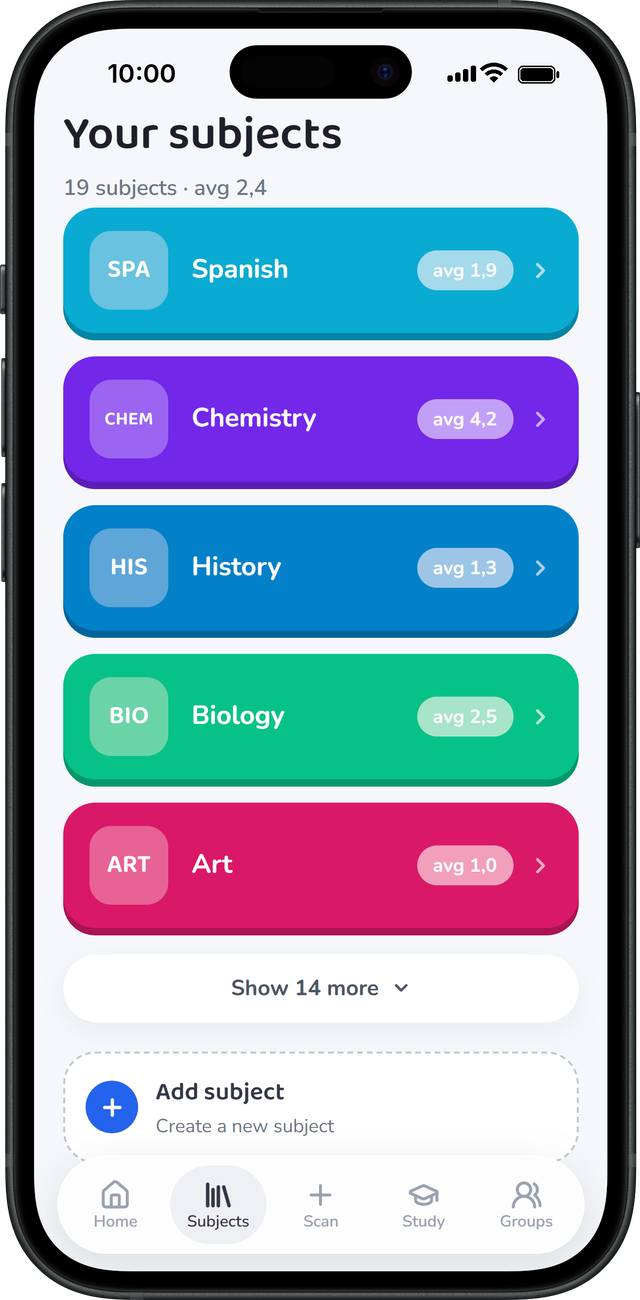 10:00
Your subjects
19 subjects · avg 2,4
SPA Spanish avg 1,9
CHEM Chemistry avg 4,2
HIS History avg 1,3
BIO Biology avg 2,5
ART Art avg 1,0
Show 14 more
Add subject
Create a new subject
Home Subjects Scan Study Groups